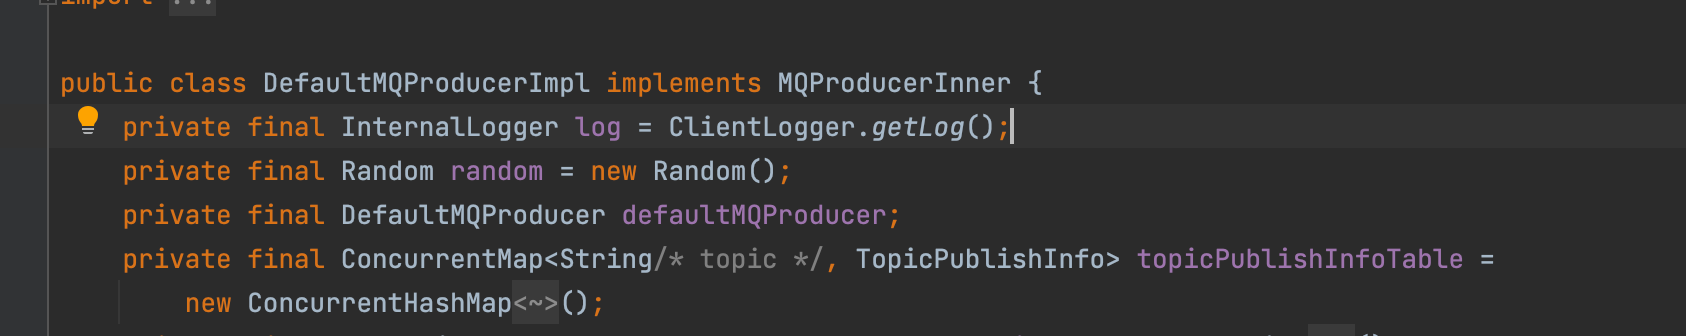 import ...
public class DefaultMQProducerImpl implements MQProducerInner {
private final InternalLogger log = ClientLogger.getLog();
private final Random random = new Random();
private final DefaultMQProducer defaultMQProducer;
private final ConcurrentMap<String/* topic */, TopicPublishInfo> topicPublishInfoTable =
new ConcurrentHashMap<~>();